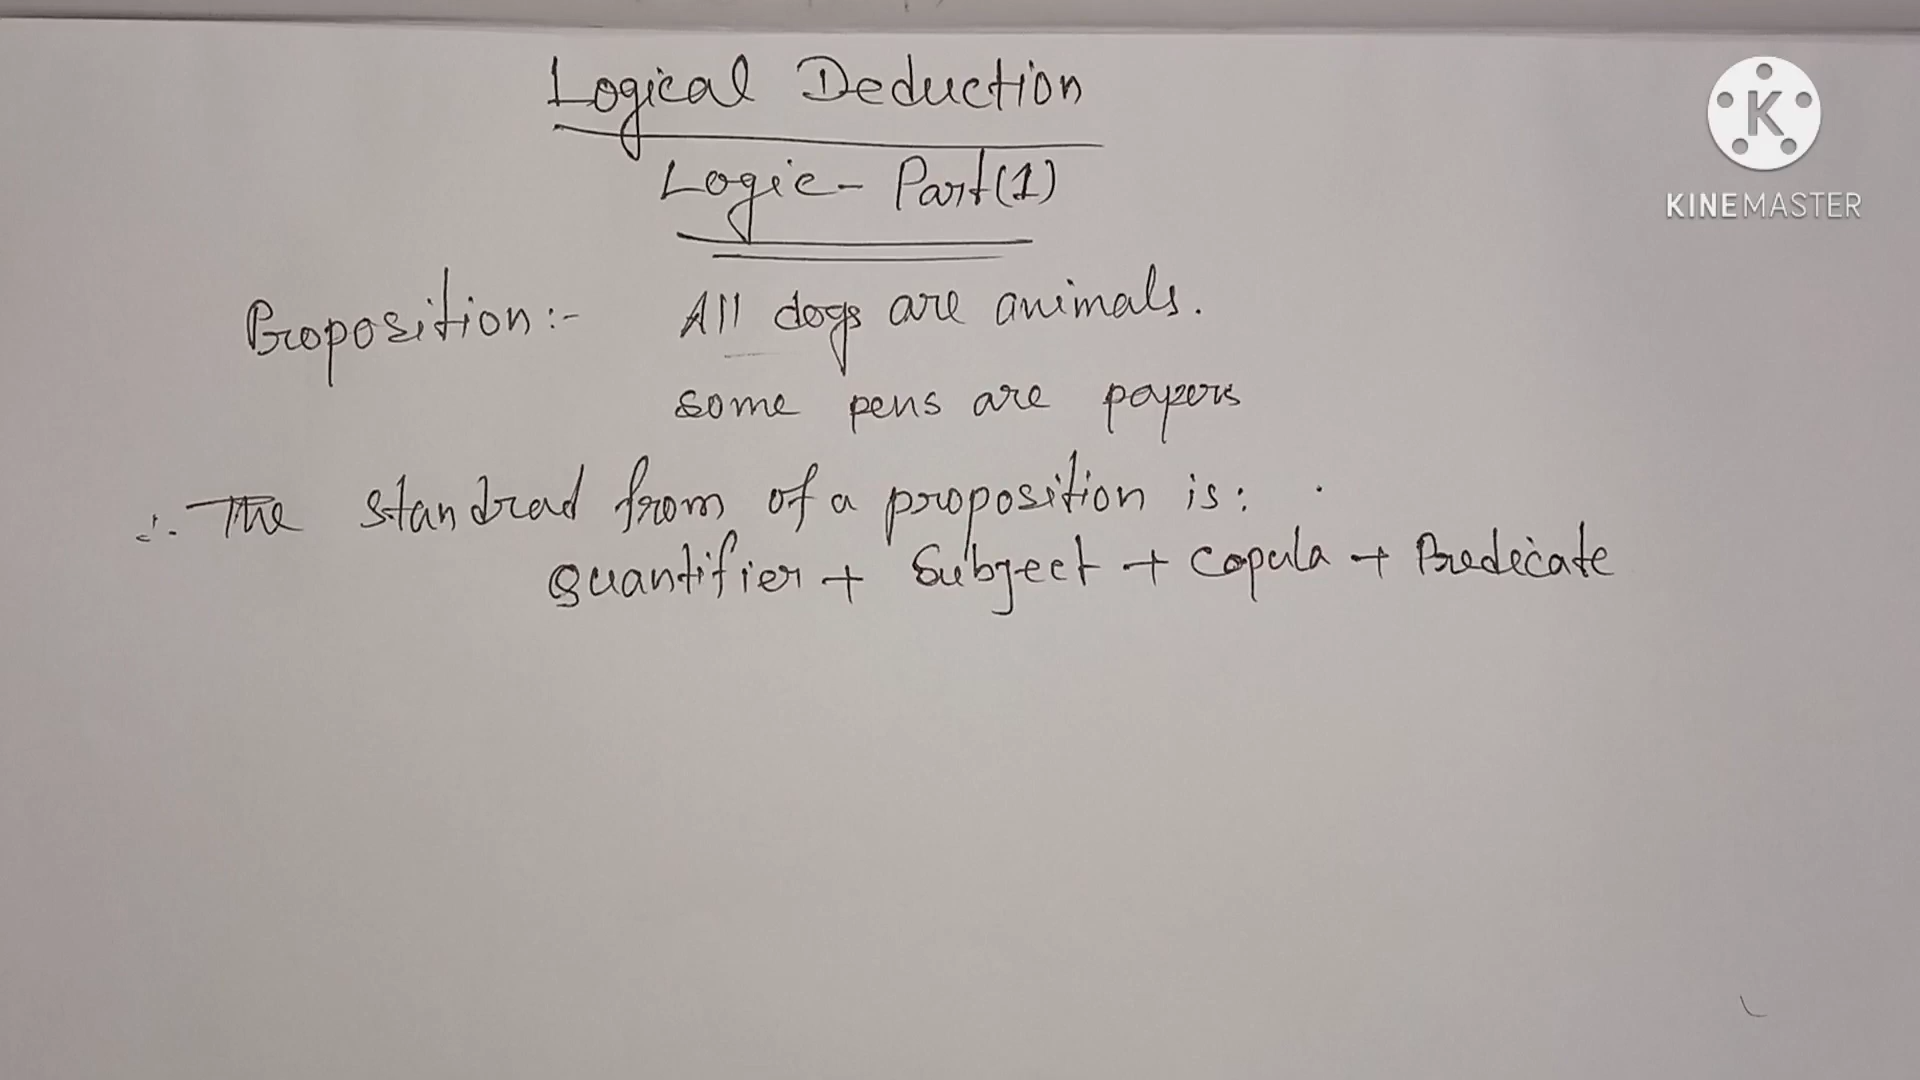 Logical Deduction
Logic - Part(1)
K
KINEMASTER
Proposition:- All dogs are animals.
some pens are papers
∴ The standrad from of a proposition is:
quantifier + Subject + Copula + Predicate